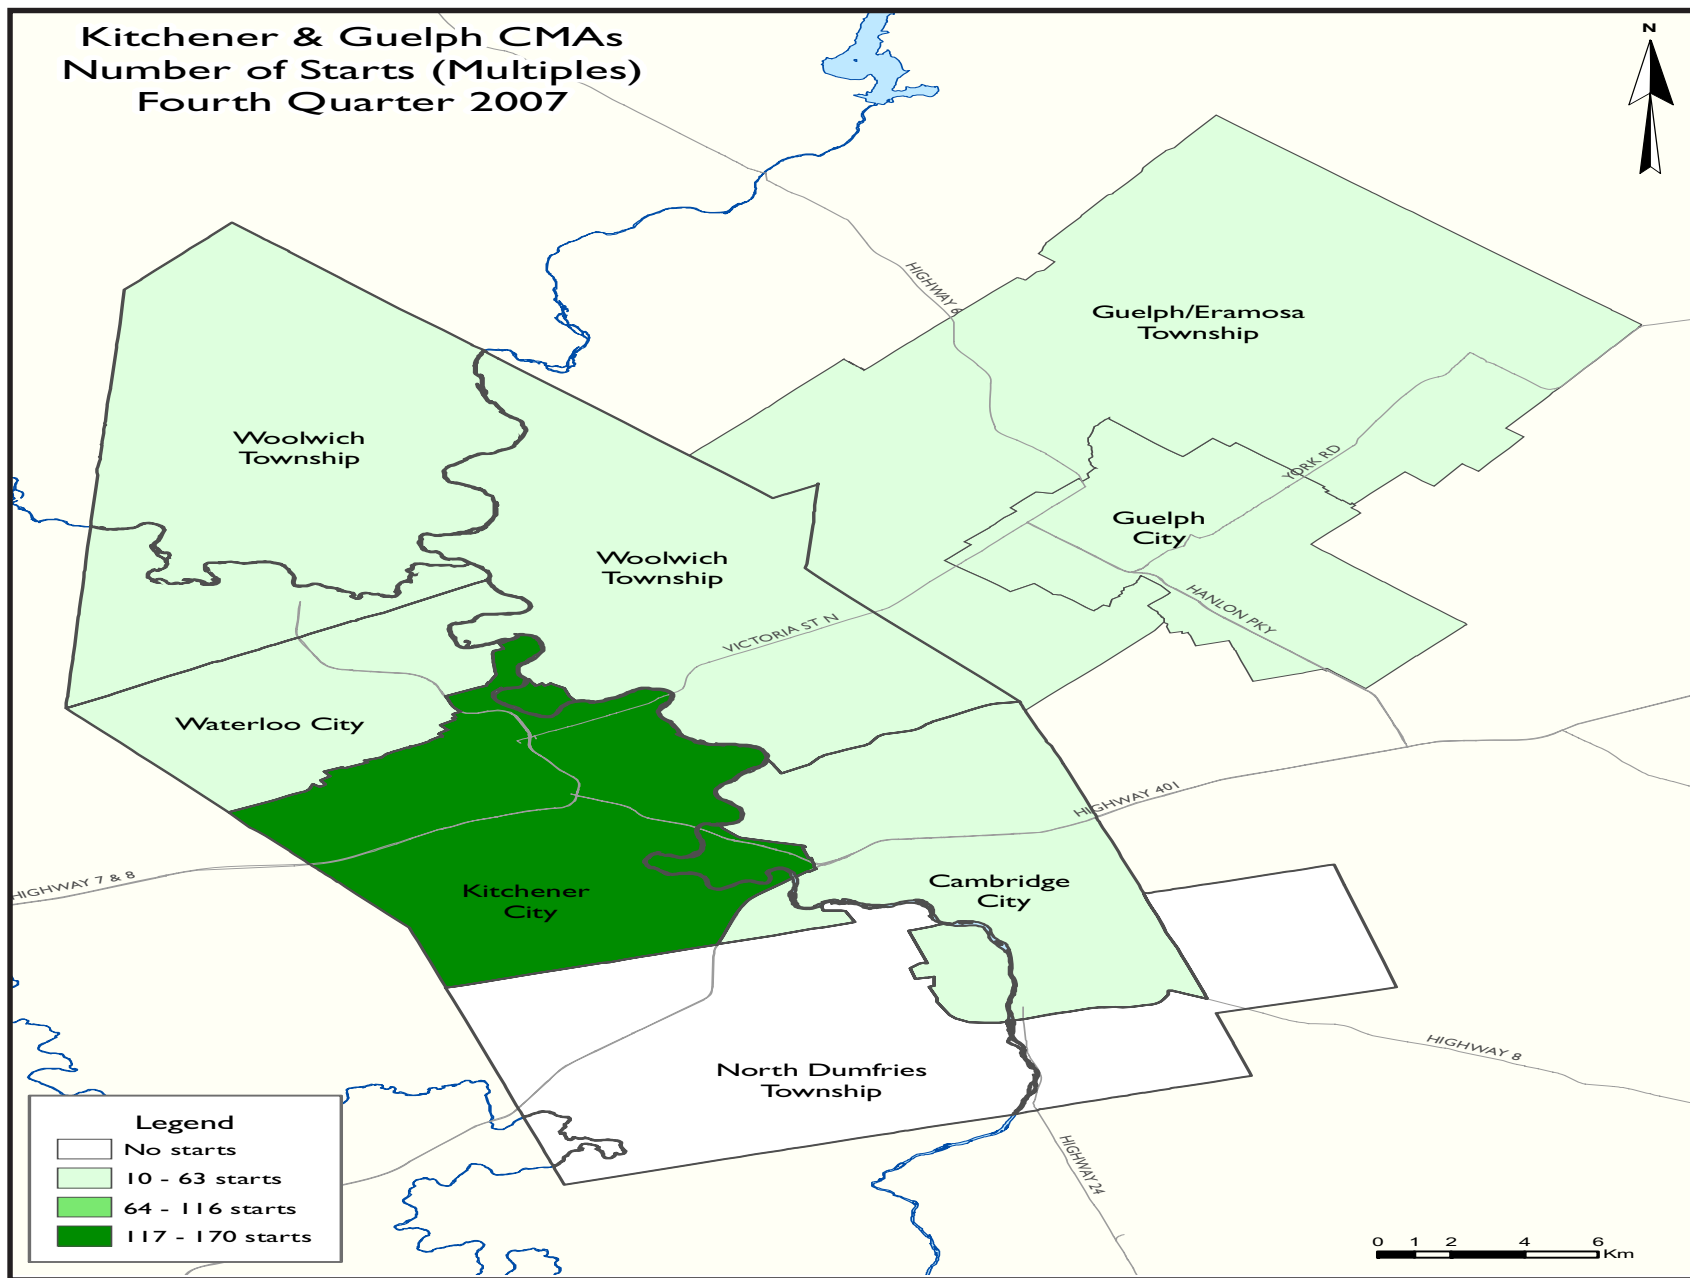 Kitchener & Guelph CMAs
Number of Starts (Multiples)
Fourth Quarter 2007
N
HIGHWAY 6
Guelph/Eramosa
Township
Woolwich
Township
YORK RD
Guelph
City
Woolwich
Township
HANLON PKY
VICTORIA ST N
Waterloo City
HIGHWAY 401
HIGHWAY 7 & 8
Kitchener
City
Cambridge
City
HIGHWAY 8
North Dumfries
Township
HIGHWAY 24
Legend
No starts
10 - 63 starts
64 - 116 starts
117 - 170 starts
0 1 2 4 6
Km